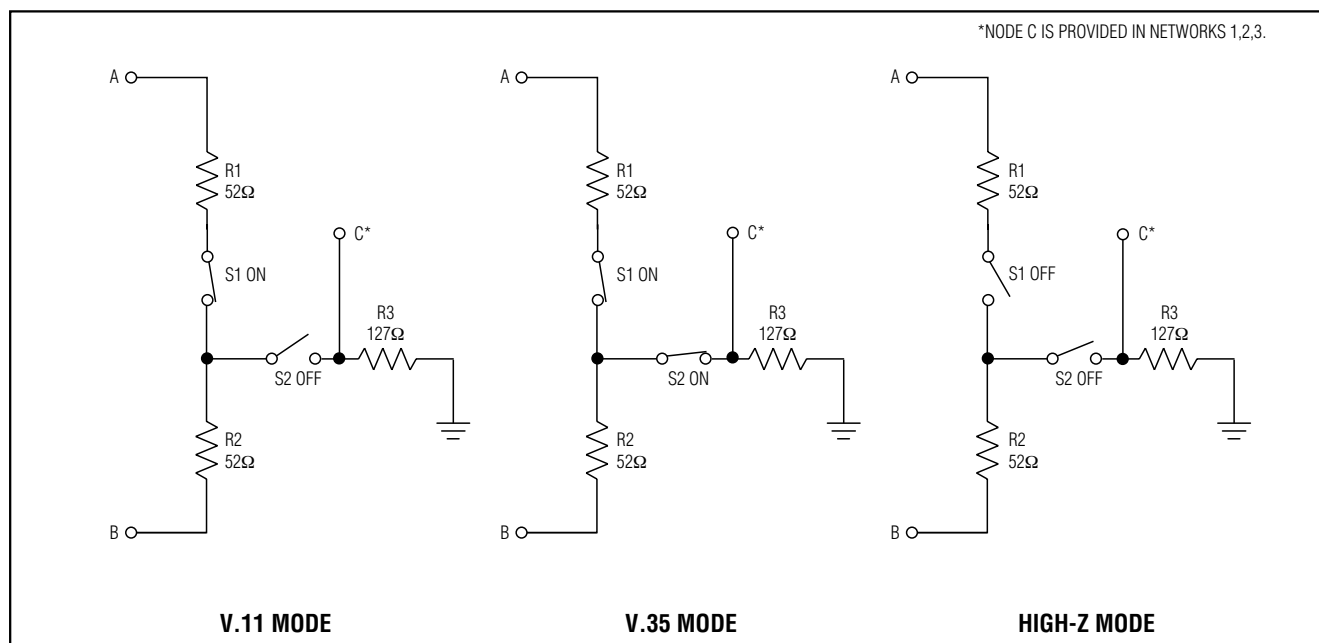 *NODE C IS PROVIDED IN NETWORKS 1,2,3.
A
R1
52Ω
C*
S1 ON
R3
127Ω
S2 OFF
R2
52Ω
B
V.11 MODE
A
R1
52Ω
C*
S1 ON
R3
127Ω
S2 ON
R2
52Ω
B
V.35 MODE
A
R1
52Ω
C*
S1 OFF
R3
127Ω
S2 OFF
R2
52Ω
B
HIGH-Z MODE